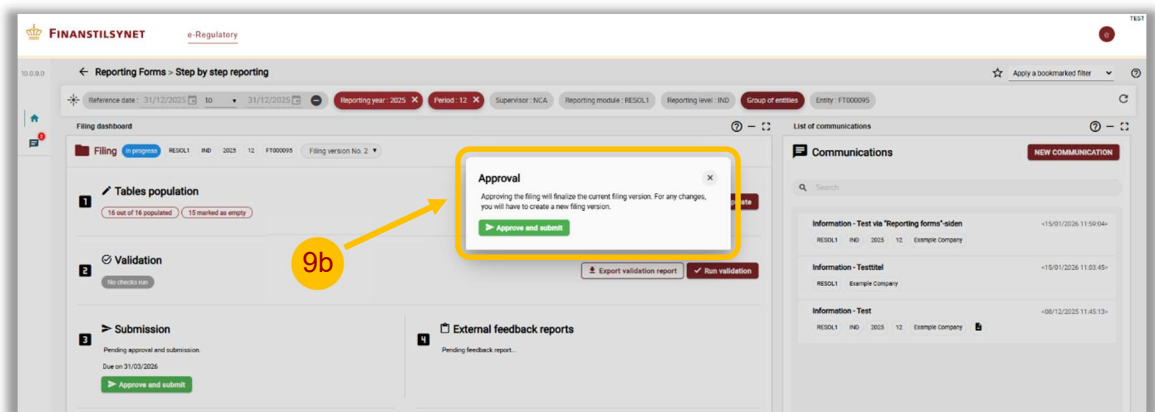 TEST
FINANSTILSYNET
e-Regulatory
e
10.0.0.0
← Reporting Forms > Step by step reporting
Apply a bookmarked filter
Reference date : 31/12/2025 to 31/12/2025 Reporting year : 2025 X Period : 12 X Supervisor : NCA Reporting module : RESOL1 Reporting level : IND Group of entities Entity : FT000095
Filing dashboard
Filing In progress RESOL1 IND 2025 12 FT000095 Filing version No. 2
1 Tables population
16 out of 16 populated 15 marked as empty
Approval
Approving the filing will finalize the current filing version. For any changes,
you will have to create a new filing version.
Approve and submit
9b
2 Validation
No checks run
Export validation report Run validation
3 Submission
Pending approval and submission.
Due on 31/03/2026
Approve and submit
4 External feedback reports
Pending feedback report...
List of communications
Communications NEW COMMUNICATION
Search
Information - Test via "Reporting forms"-siden <15/01/2026 11:59:04>
RESOL1 IND 2025 12 Example Company
Information - Testtitel <15/01/2026 11:03:45>
RESOL1 Example Company
Information - Test <08/12/2025 11:45:13>
RESOL1 IND 2025 12 Example Company